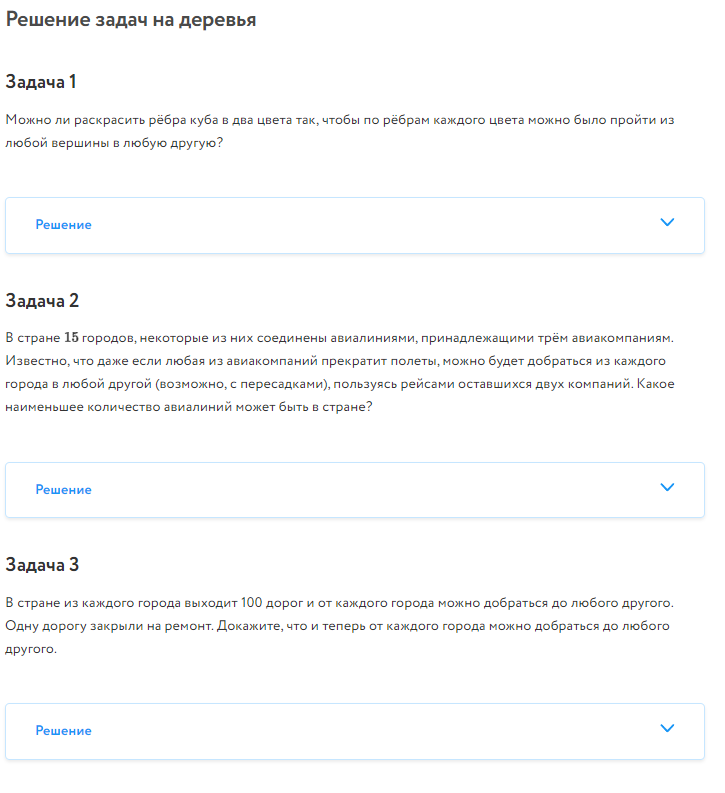 Решение задач на деревья
Задача 1
Можно ли раскрасить рёбра куба в два цвета так, чтобы по рёбрам каждого цвета можно было пройти из
любой вершины в любую другую?
Решение
Задача 2
В стране 15 городов, некоторые из них соединены авиалиниями, принадлежащими трём авиакомпаниям.
Известно, что даже если любая из авиакомпаний прекратит полеты, можно будет добраться из каждого
города в любой другой (возможно, с пересадками), пользуясь рейсами оставшихся двух компаний. Какое
наименьшее количество авиалиний может быть в стране?
Решение
Задача 3
В стране из каждого города выходит 100 дорог и от каждого города можно добраться до любого другого.
Одну дорогу закрыли на ремонт. Докажите, что и теперь от каждого города можно добраться до любого
другого.
Решение